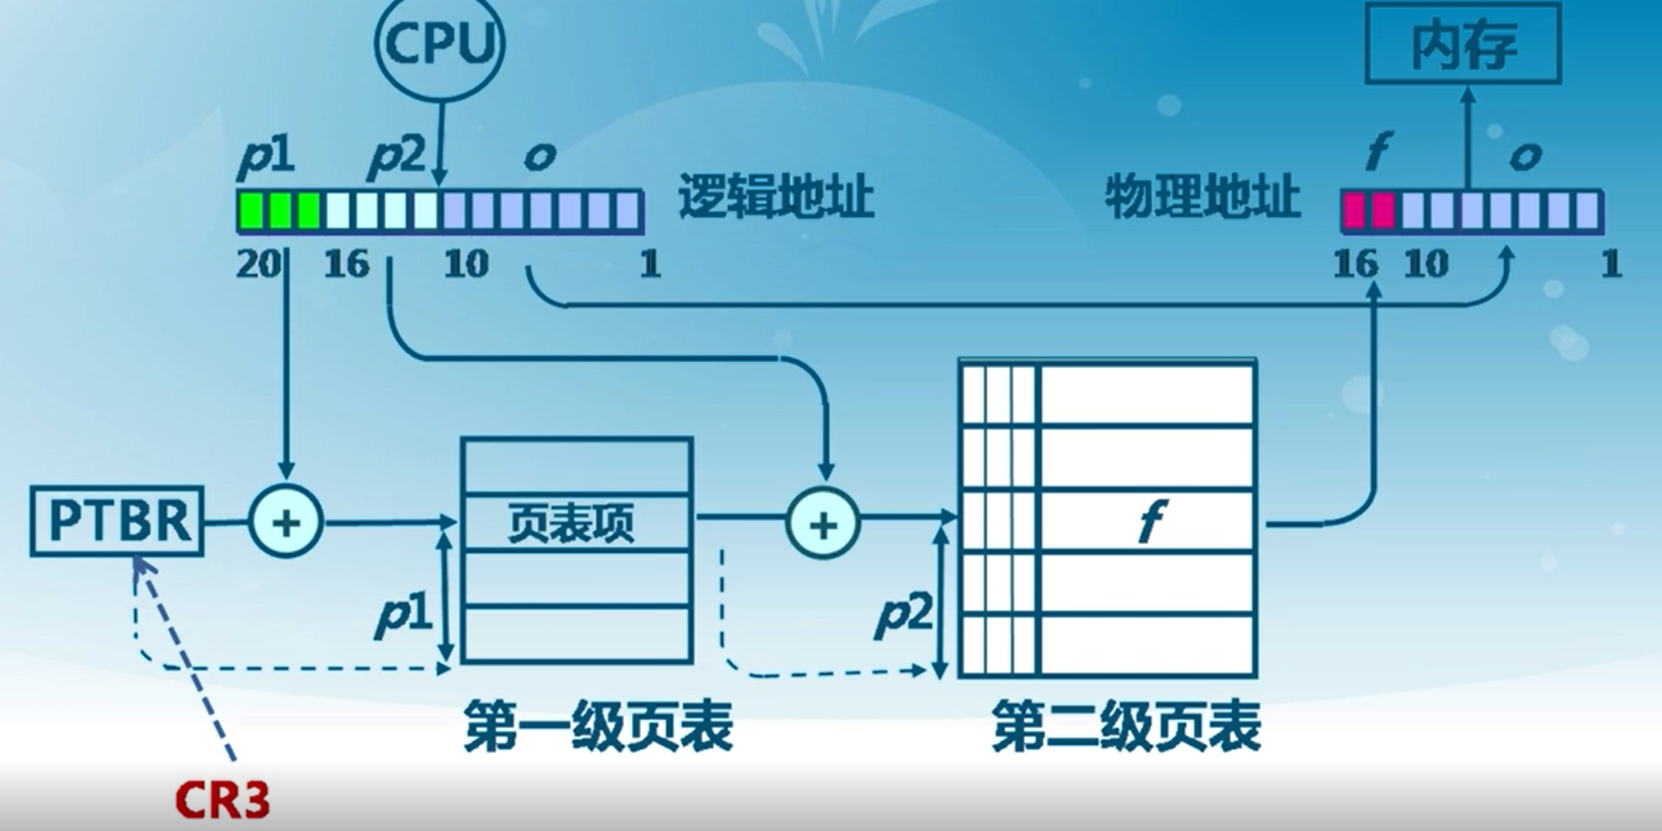 CPU
内存
p1 p2 o
f o
逻辑地址
物理地址
20 16 10 1
16 10 1
PTBR
+
页表项
+
f
p1
p2
第一级页表
第二级页表
CR3